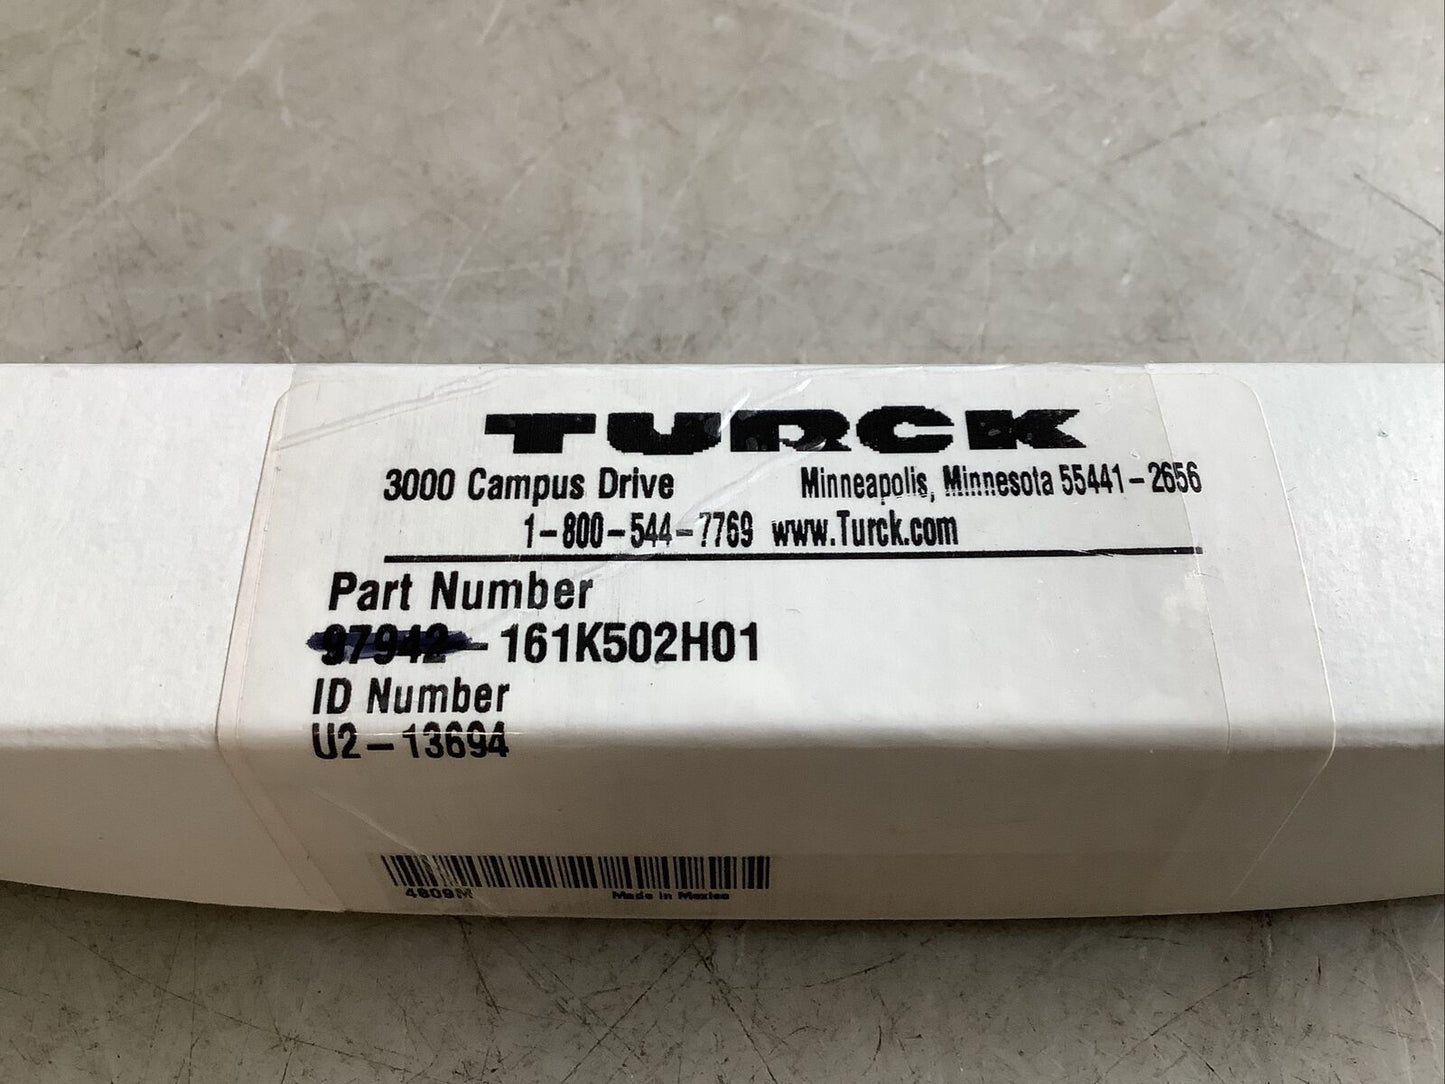 TURCK
3000 Campus Drive Minneapolis, Minnesota 55441-2656
1-800-544-7769 www.Turck.com
Part Number
97942-161K502H01
ID Number
U2-13694
4809M Made in Mexico